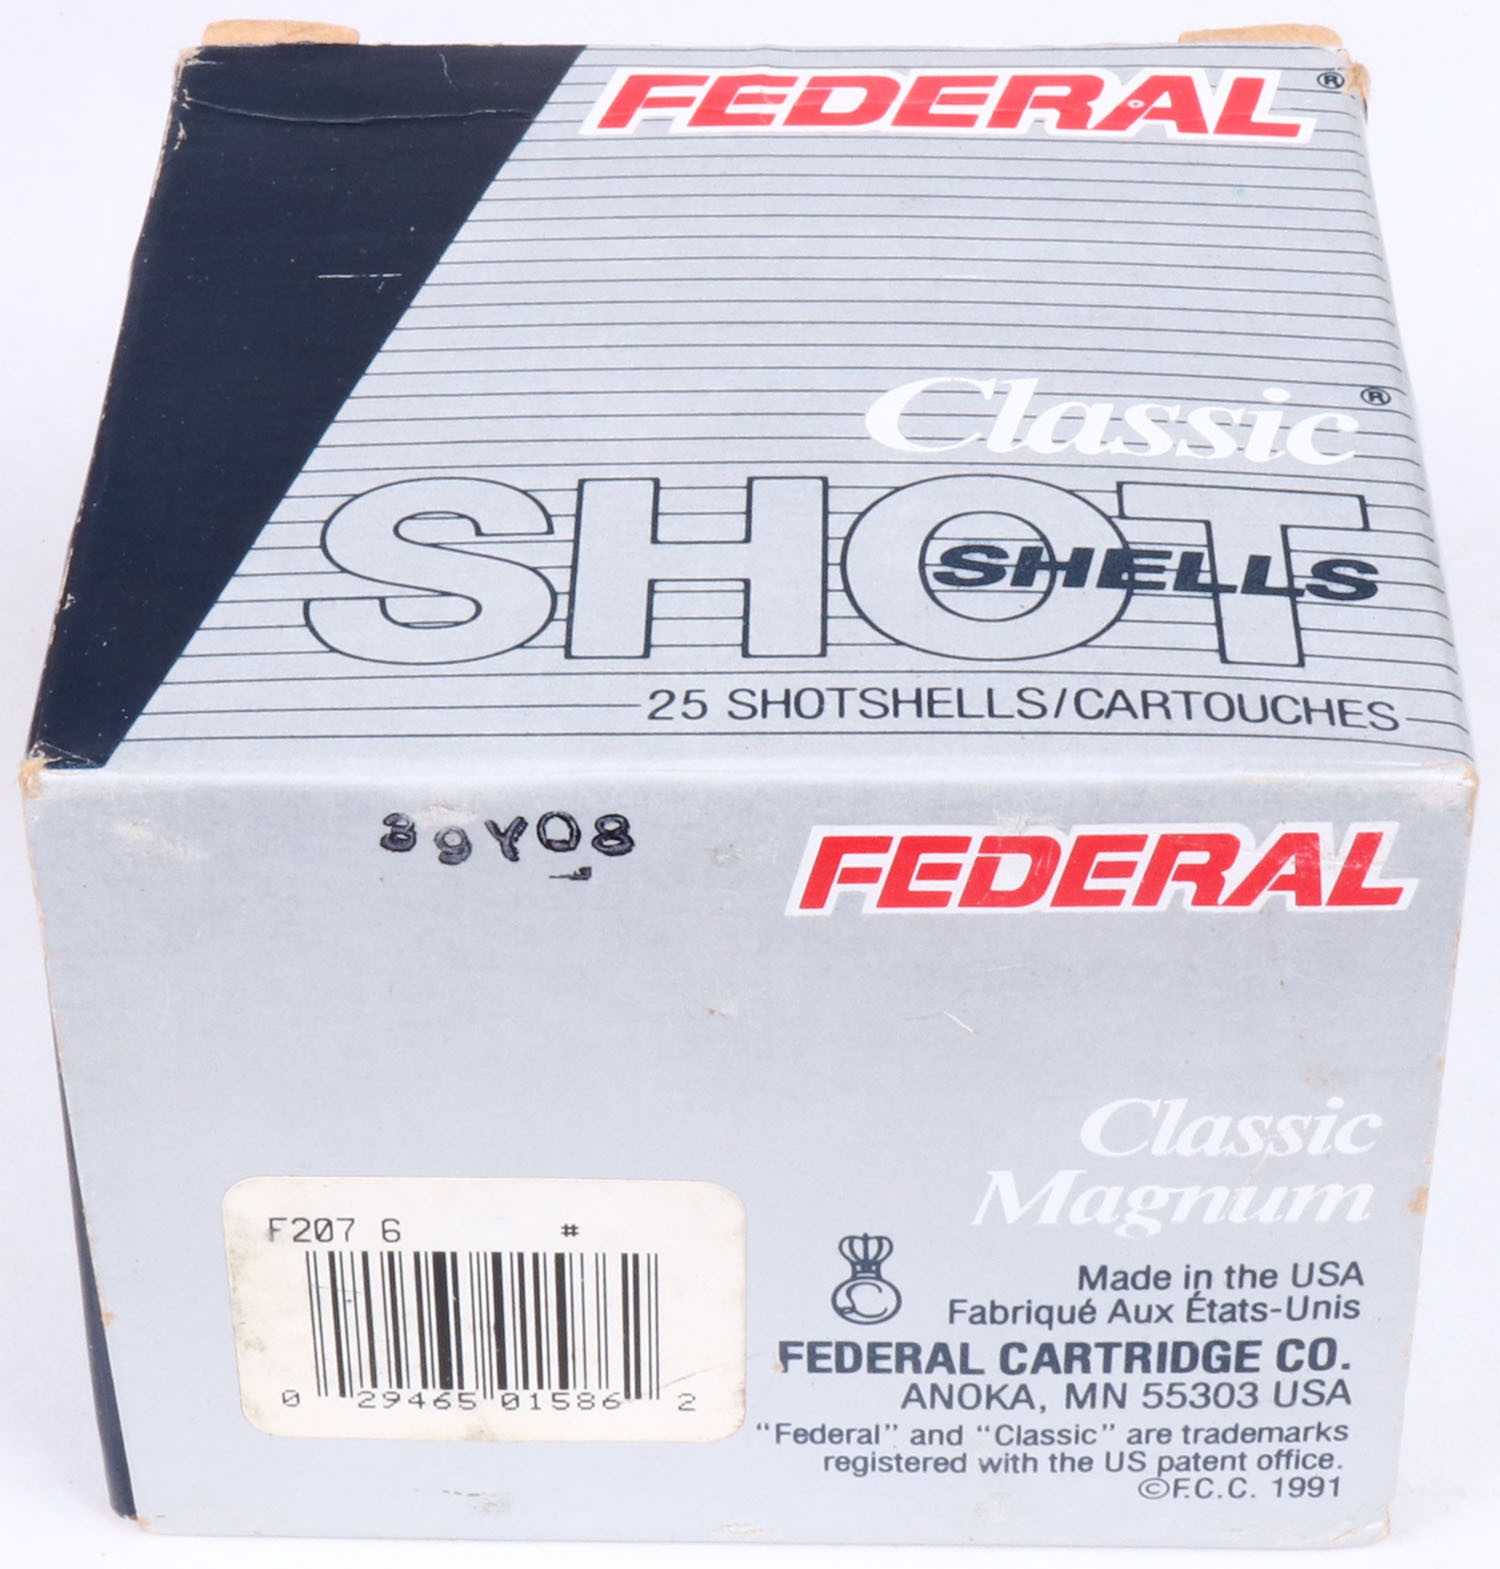 FEDERAL®
Classic®
SHOT
SHELLS
25 SHOTSHELLS/CARTOUCHES
39Y08
FEDERAL
Classic
Magnum
Made in the USA
Fabriqué Aux États-Unis
FEDERAL CARTRIDGE CO.
ANOKA, MN 55303 USA
"Federal" and "Classic" are trademarks
registered with the US patent office.
©F.C.C. 1991
F207 6 #
0 29465 01586 2